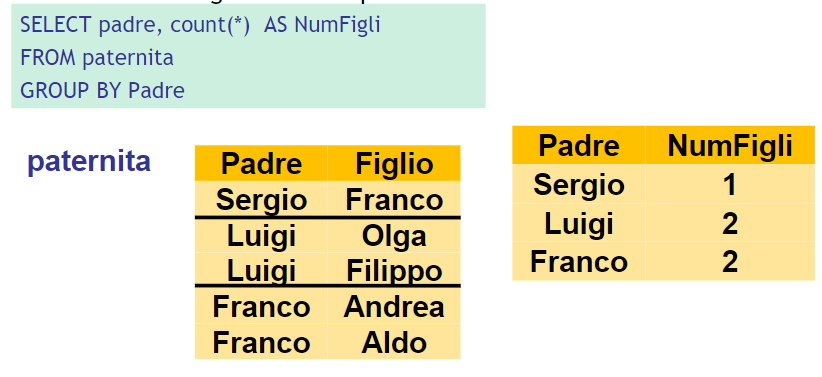 SELECT padre, count(*) AS NumFigli
FROM paternita
GROUP BY Padre
paternita
Padre Figlio
Sergio Franco
Luigi Olga
Luigi Filippo
Franco Andrea
Franco Aldo
Padre NumFigli
Sergio 1
Luigi 2
Franco 2